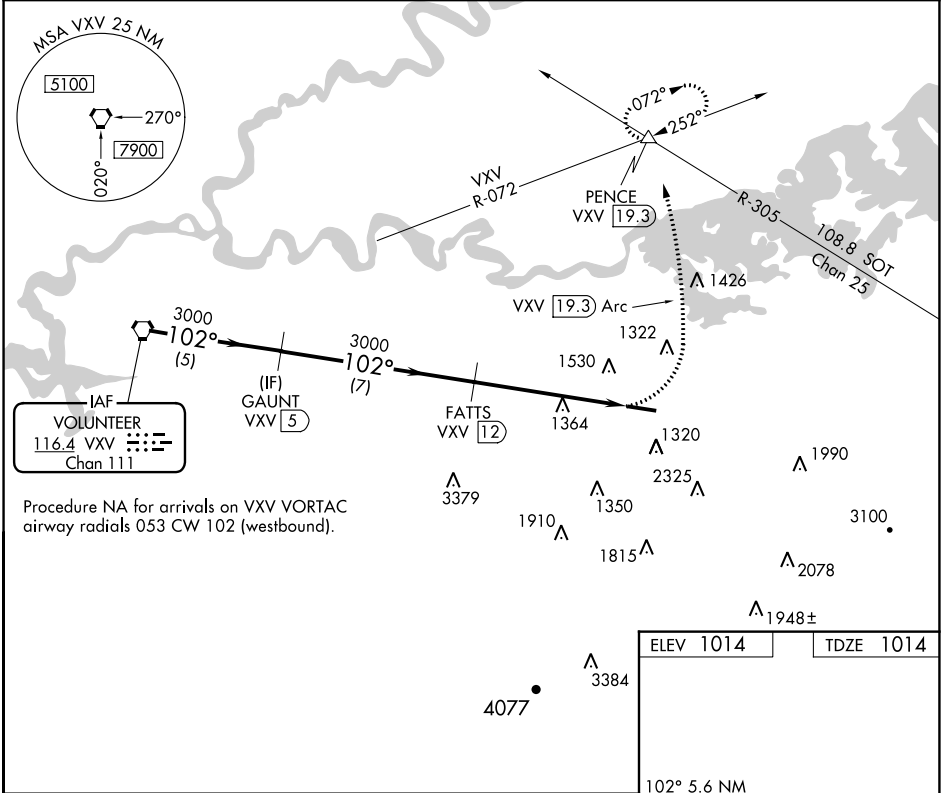 MSA VXV 25 NM
5100
270°
7900
020°
072°
252°
VXV
R-072
PENCE
VXV 19.3
R-305
108.8 SOT
Chan 25
1426
VXV 19.3 Arc
1322
1530
3000
102°
(5)
3000
102°
(7)
(IF)
GAUNT
VXV 5
FATTS
VXV 12
1364
IAF
VOLUNTEER
116.4 VXV
Chan 111
1320
1990
2325
3379
1350
3100
Procedure NA for arrivals on VXV VORTAC
airway radials 053 CW 102 (westbound).
1910
1815
2078
1948±
ELEV 1014
TDZE 1014
3384
4077
102° 5.6 NM